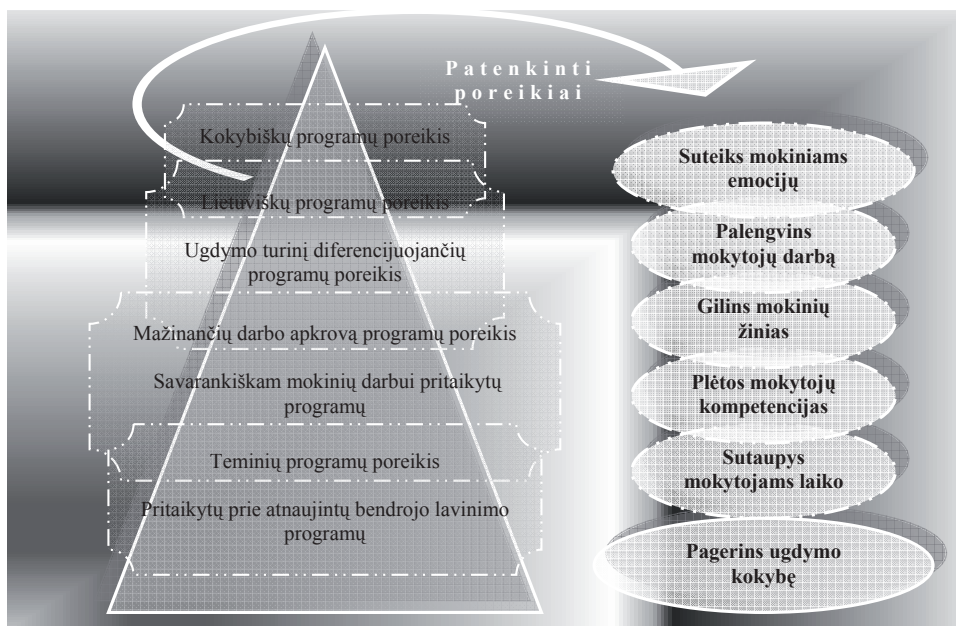 Patenkinti
poreikiai
Kokybiškų programų poreikis
Lietuviškų programų poreikis
Ugdymo turinį diferencijuojančių
programų poreikis
Mažinančių darbo apkrovą programų poreikis
Savarankiškam mokinių darbui pritaikytų
programų
Teminių programų poreikis
Pritaikytų prie atnaujintų bendrojo lavinimo
programų
Suteiks mokiniams
emocijų
Palengvins
mokytojų darbą
Gilins mokinių
žinias
Plėtos mokytojų
kompetencijas
Sutaupys
mokytojams laiko
Pagerins ugdymo
kokybę